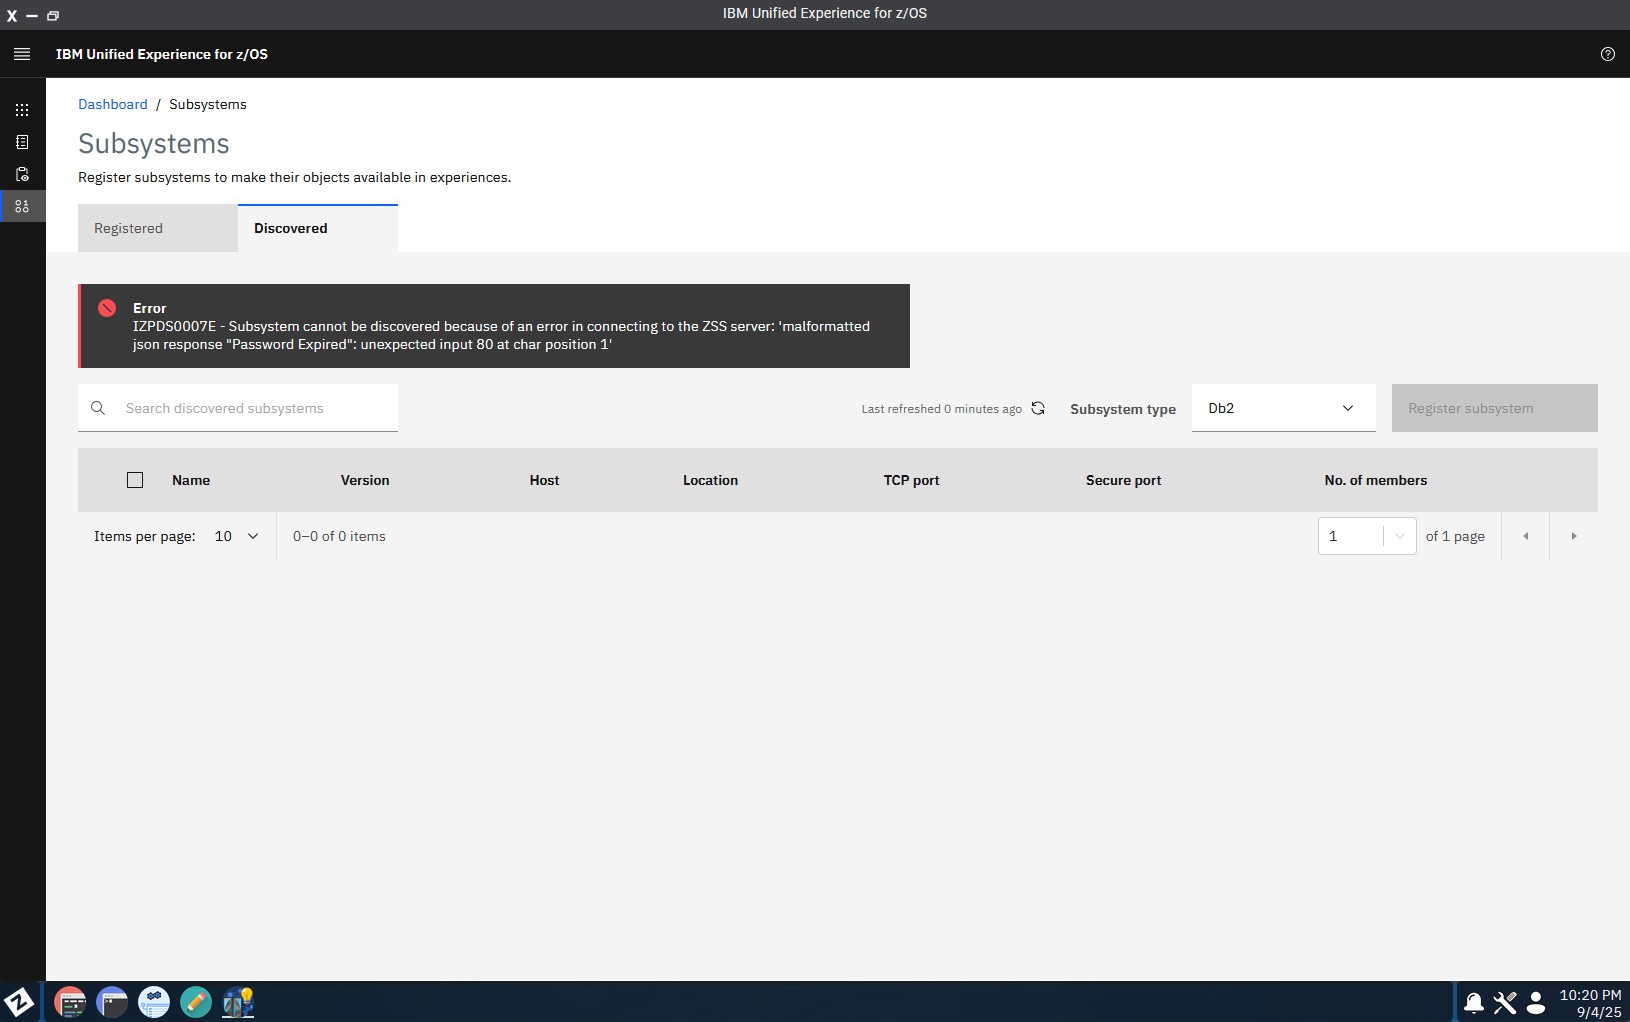 X
IBM Unified Experience for z/OS
IBM Unified Experience for z/OS
Dashboard / Subsystems
Subsystems
Register subsystems to make their objects available in experiences.
Registered
Discovered
Error
IZPDS0007E - Subsystem cannot be discovered because of an error in connecting to the ZSS server: 'malformatted
json response "Password Expired": unexpected input 80 at char position 1'
Search discovered subsystems
Last refreshed 0 minutes ago
Subsystem type
Db2
Register subsystem
Name Version Host Location TCP port Secure port No. of members
Items per page: 10 0–0 of 0 items 1 of 1 page
10:20 PM
9/4/25